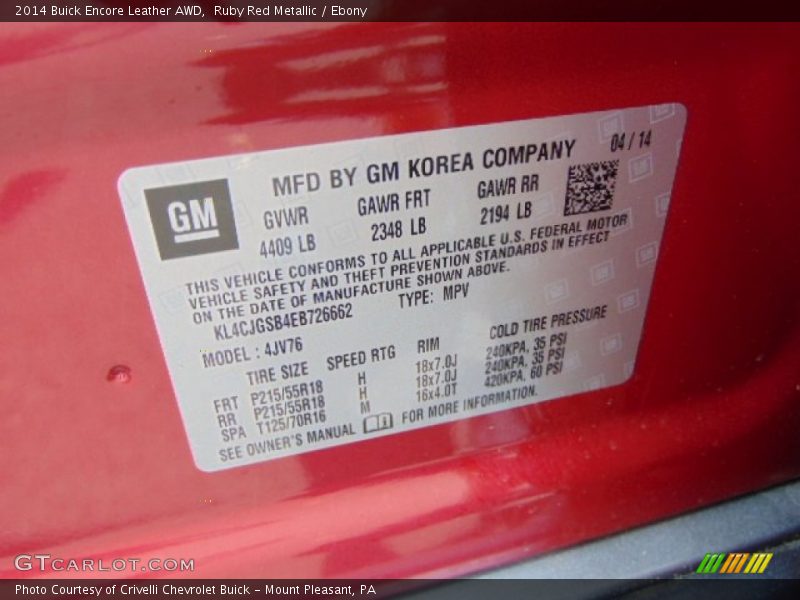 2014 Buick Encore Leather AWD,  Ruby Red Metallic / Ebony
MFD BY GM KOREA COMPANY 04 / 14
GM
GVWR GAWR FRT GAWR RR
4409 LB 2348 LB 2194 LB
THIS VEHICLE CONFORMS TO ALL APPLICABLE U.S. FEDERAL MOTOR
VEHICLE SAFETY AND THEFT PREVENTION STANDARDS IN EFFECT
ON THE DATE OF MANUFACTURE SHOWN ABOVE.
KL4CJGSB4EB726662 TYPE: MPV
MODEL : 4JV76
TIRE SIZE SPEED RTG RIM COLD TIRE PRESSURE
FRT P215/55R18 H 18x7.0J 240KPA, 35 PSI
RR P215/55R18 H 18x7.0J 240KPA, 35 PSI
SPA T125/70R16 M 16x4.0T 420KPA, 60 PSI
SEE OWNER'S MANUAL FOR MORE INFORMATION.
GTCARLOT.COM
Photo Courtesy of Crivelli Chevrolet Buick - Mount Pleasant, PA